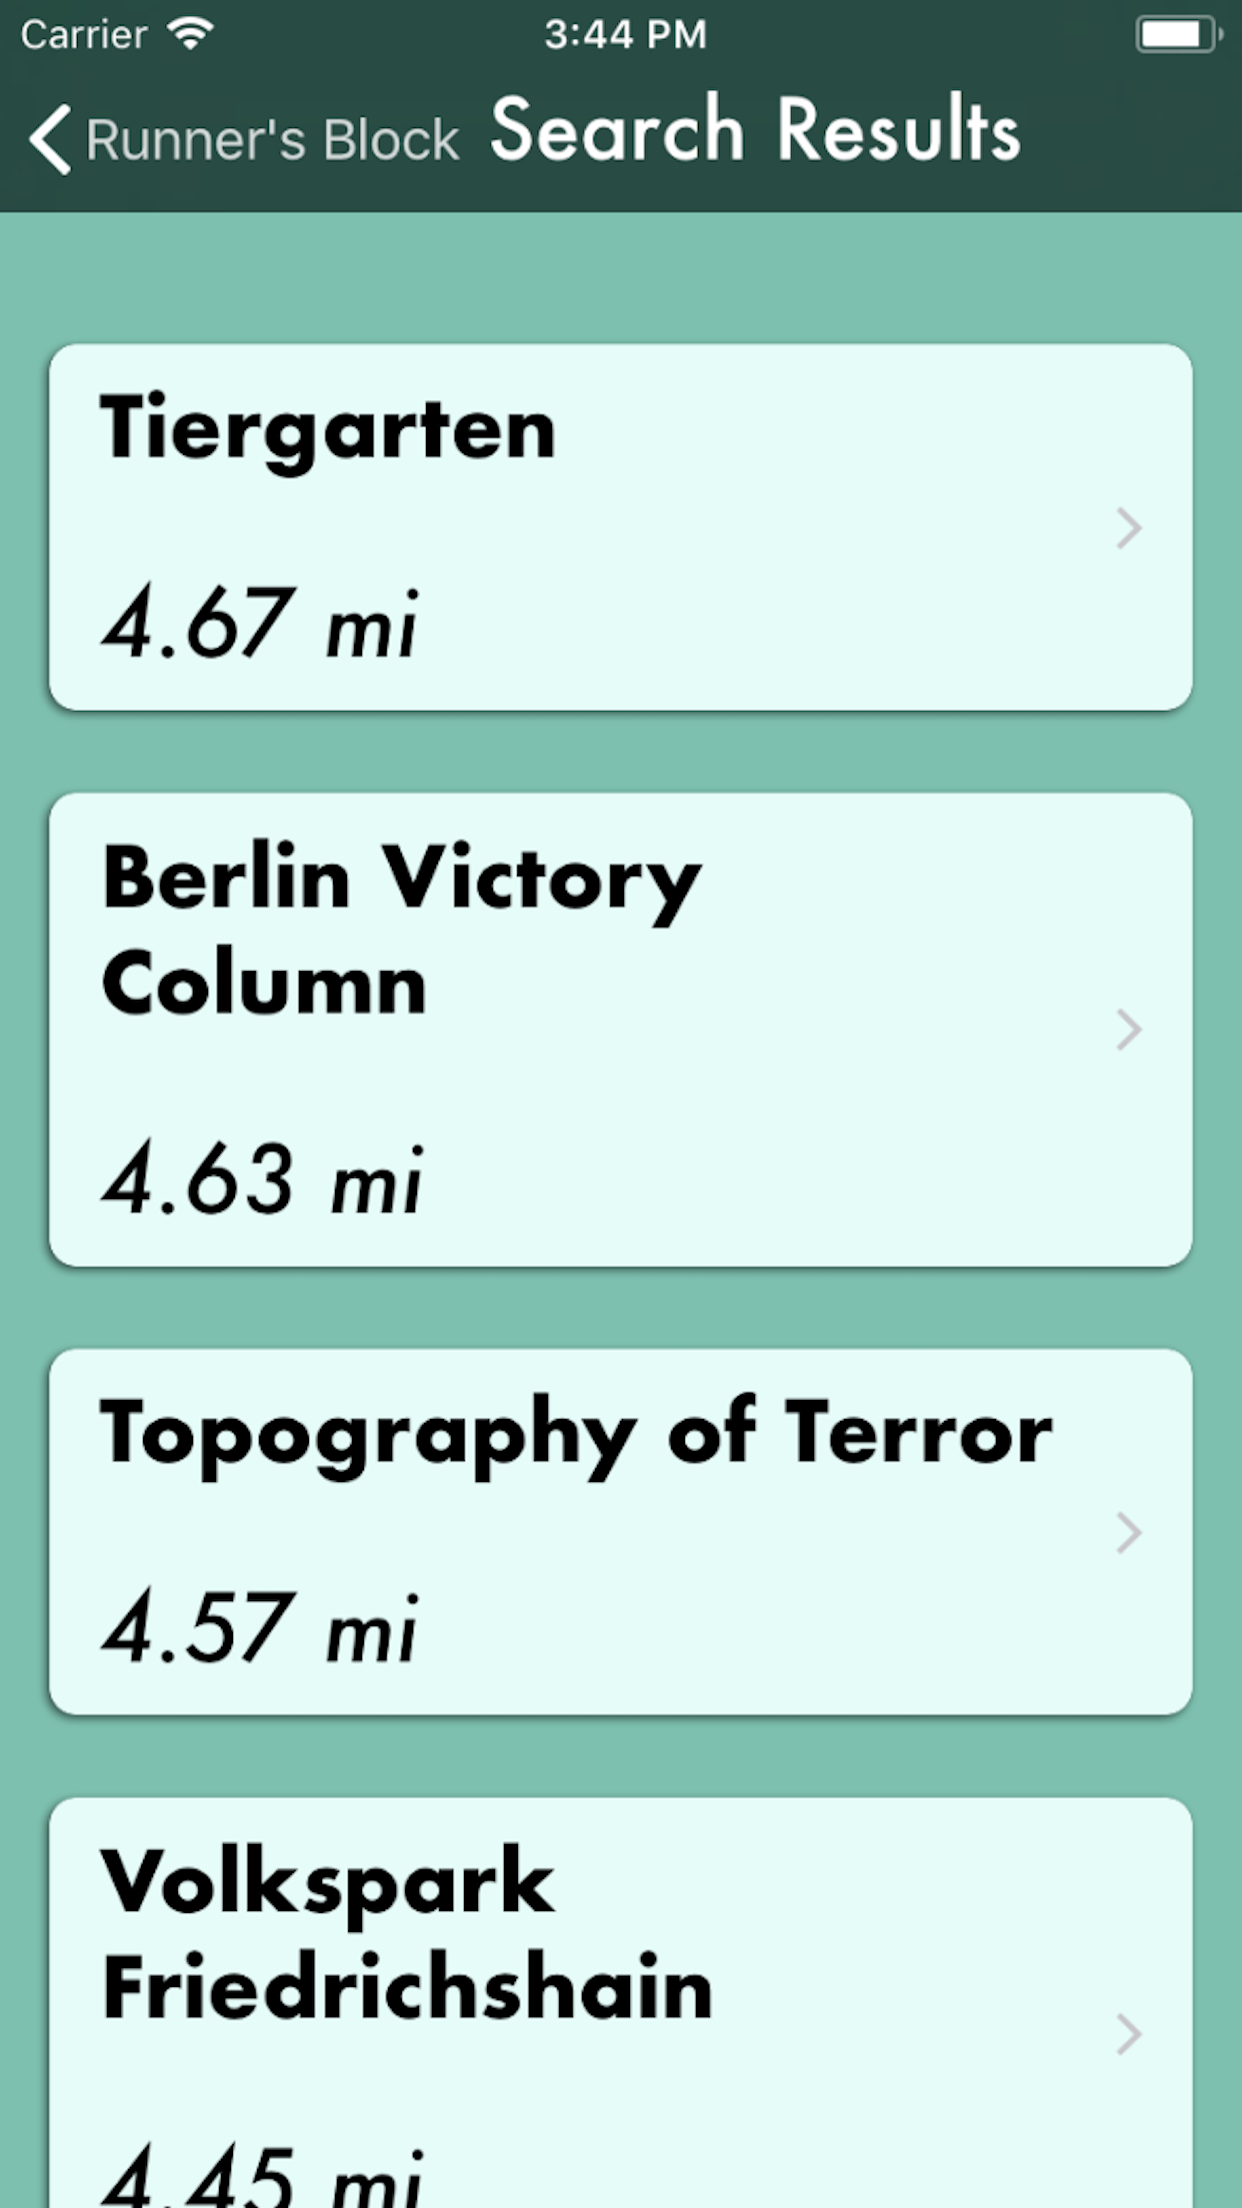 Carrier 3:44 PM
Runner's Block Search Results
Tiergarten
4.67 mi
Berlin Victory
Column
4.63 mi
Topography of Terror
4.57 mi
Volkspark
Friedrichshain
4.45 mi